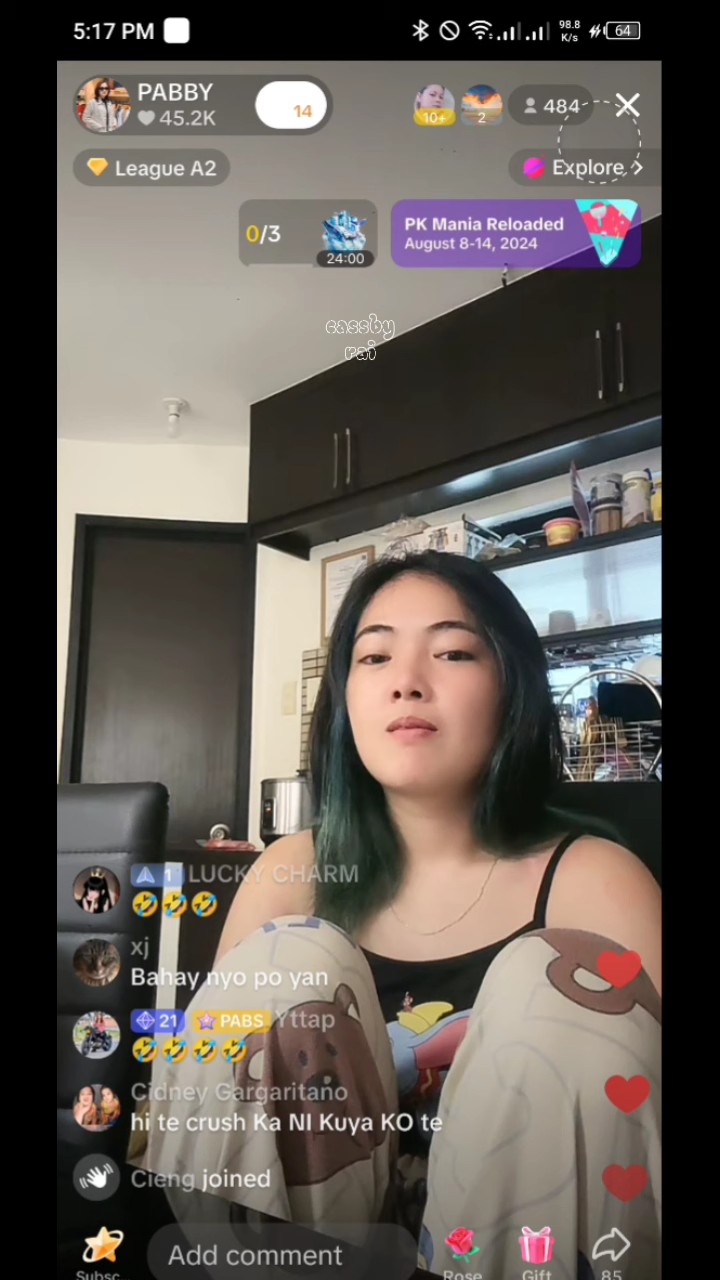 5:17 PM
98.8
K/s
64
PABBY
45.2K
14
10+
2
484
League A2
Explore
0/3
24:00
PK Mania Reloaded
August 8-14, 2024
cassby
rai
1 LUCKY CHARM
🤣🤣🤣
xj
Bahay nyo po yan
21 PABS Yttap
🤣🤣🤣🤣
Cidney Gargaritano
hi te crush Ka NI Kuya KO te
Cieng joined
Subsc...
Add comment
Rose
Gift
85